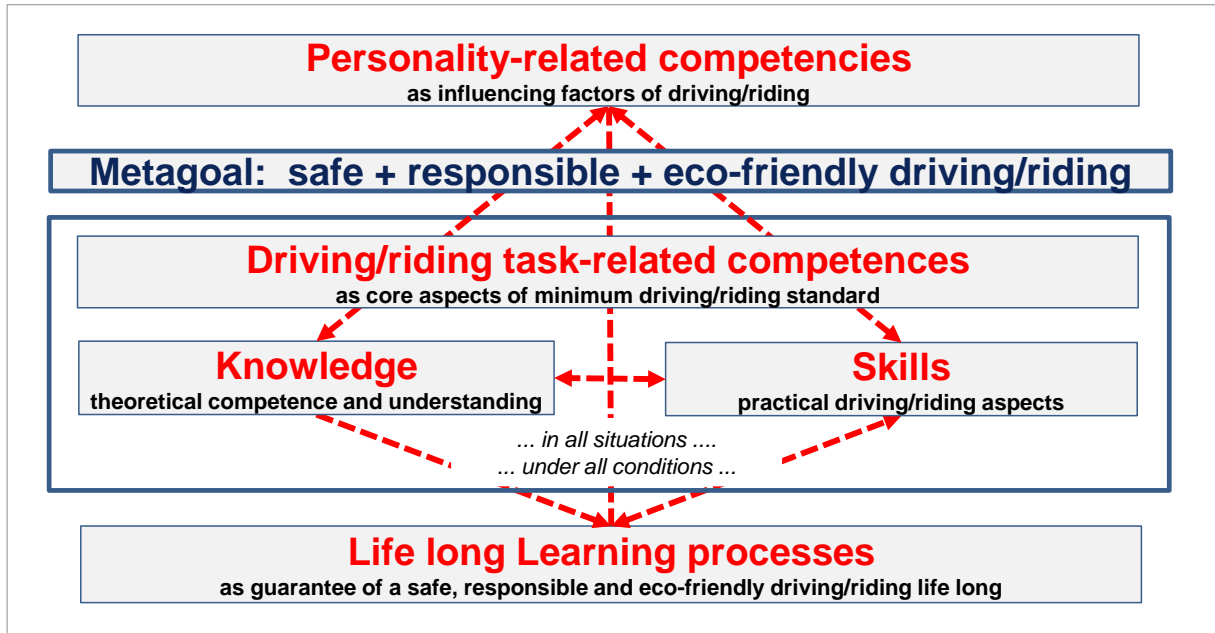 Personality-related competencies
as influencing factors of driving/riding
Metagoal:  safe + responsible + eco-friendly driving/riding
Driving/riding task-related competences
as core aspects of minimum driving/riding standard
Knowledge
theoretical competence and understanding
Skills
practical driving/riding aspects
... in all situations ....
... under all conditions ...
Life long Learning processes
as guarantee of a safe, responsible and eco-friendly driving/riding life long